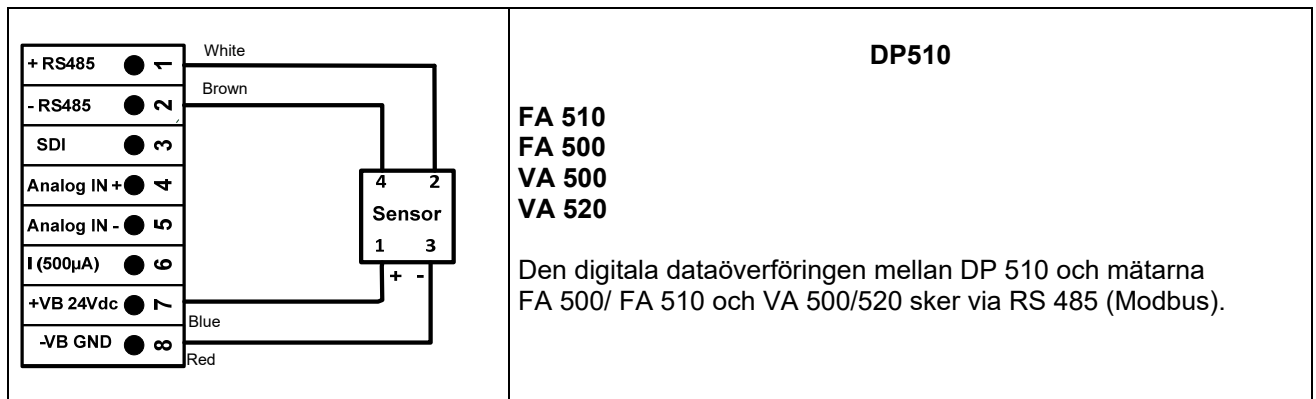 + RS485 1
White
- RS485 2
Brown
SDI 3
Analog IN + 4
Analog IN - 5
I (500µA) 6
+VB 24Vdc 7
Blue
-VB GND 8
Red
4 2
Sensor
1 3
+ -
DP510
FA 510
FA 500
VA 500
VA 520
Den digitala dataöverföringen mellan DP 510 och mätarna
FA 500/ FA 510 och VA 500/520 sker via RS 485 (Modbus).